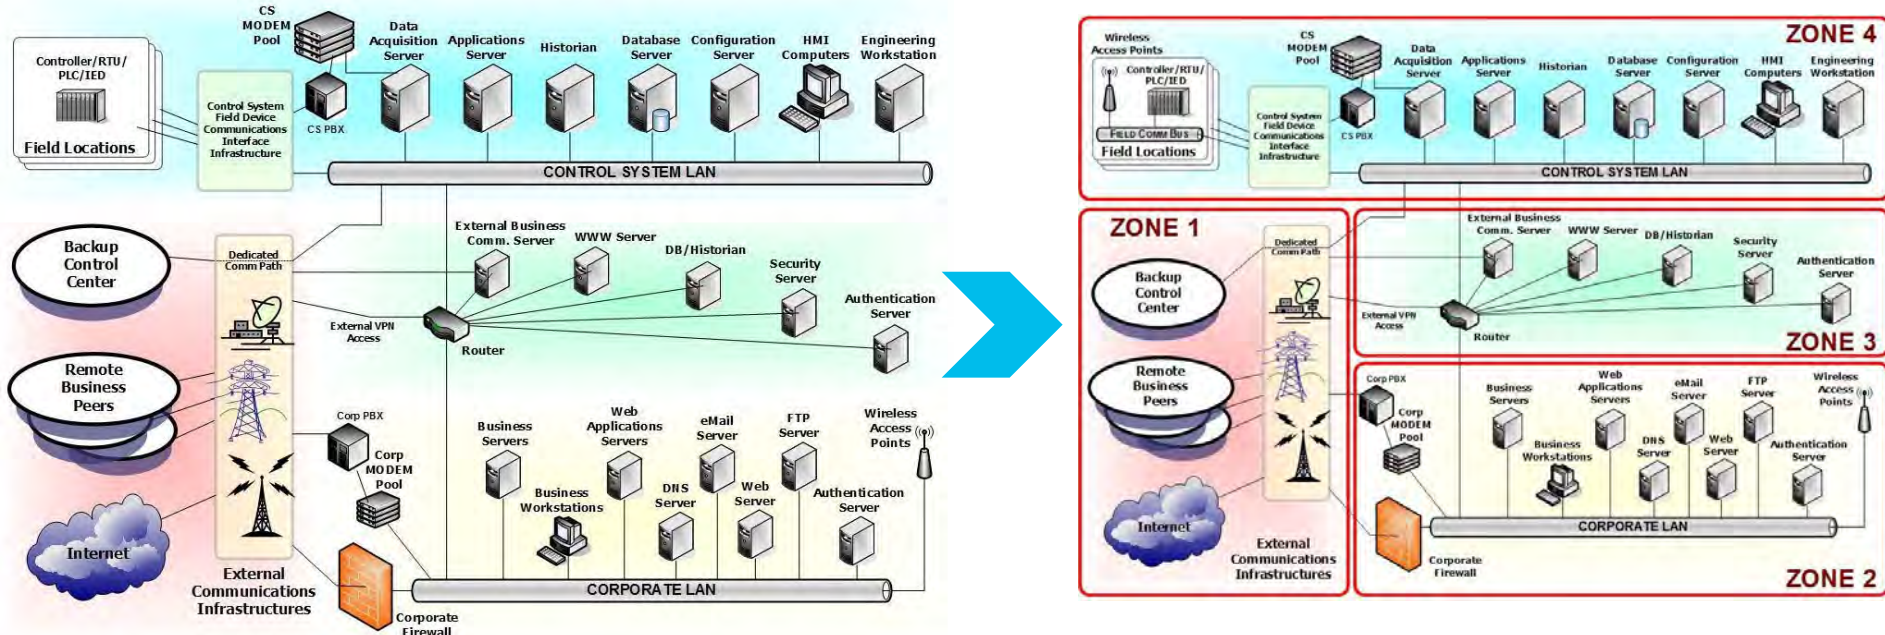 CS
MODEM
Pool
Data
Acquisition
Server
Applications
Server
Historian
Database
Server
Configuration
Server
HMI
Computers
Engineering
Workstation
Controller/RTU/
PLC/IED
Field Locations
Control System
Field Device
Communications
Interface
Infrastructure
CS PBX
CONTROL SYSTEM LAN
Backup
Control
Center
Dedicated
Comm Path
External Business
Comm. Server
WWW Server
DB/Historian
Security
Server
Authentication
Server
External VPN
Access
Router
Remote
Business
Peers
Corp PBX
Corp
MODEM
Pool
Business
Servers
Business
Workstations
Web
Applications
Servers
DNS
Server
eMail
Server
Web
Server
FTP
Server
Authentication
Server
Wireless
Access
Points
Internet
External
Communications
Infrastructures
CORPORATE LAN
Corporate
Firewall
ZONE 4
Wireless
Access Points
Controller/RTU/
PLC/IED
FIELD COMM BUS
Field Locations
Control System
Field Device
Communications
Interface
Infrastructure
CS
MODEM
Pool
CS PBX
Data
Acquisition
Server
Applications
Server
Historian
Database
Server
Configuration
Server
HMI
Computers
Engineering
Workstation
CONTROL SYSTEM LAN
ZONE 1
Backup
Control
Center
Dedicated
Comm Path
External VPN
Access
Remote
Business
Peers
Internet
External
Communications
Infrastructures
External Business
Comm. Server
WWW Server
DB/Historian
Security
Server
Authentication
Server
Router
ZONE 3
Corp PBX
Corp
MODEM
Pool
Business
Servers
Business
Workstations
Web
Applications
Servers
DNS
Server
eMail
Server
Web
Server
FTP
Server
Authentication
Server
Wireless
Access
Points
CORPORATE LAN
Corporate
Firewall
ZONE 2